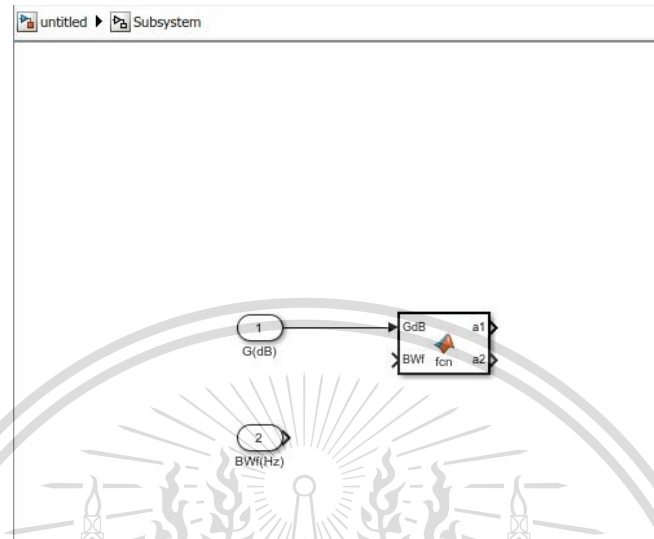 untitled Subsystem
1
G(dB)
GdB a1
BWf fcn a2
2
BWf(Hz)